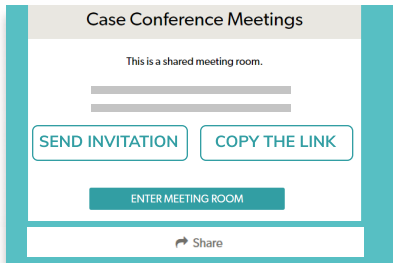 Case Conference Meetings
This is a shared meeting room.
SEND INVITATION
COPY THE LINK
ENTER MEETING ROOM
Share